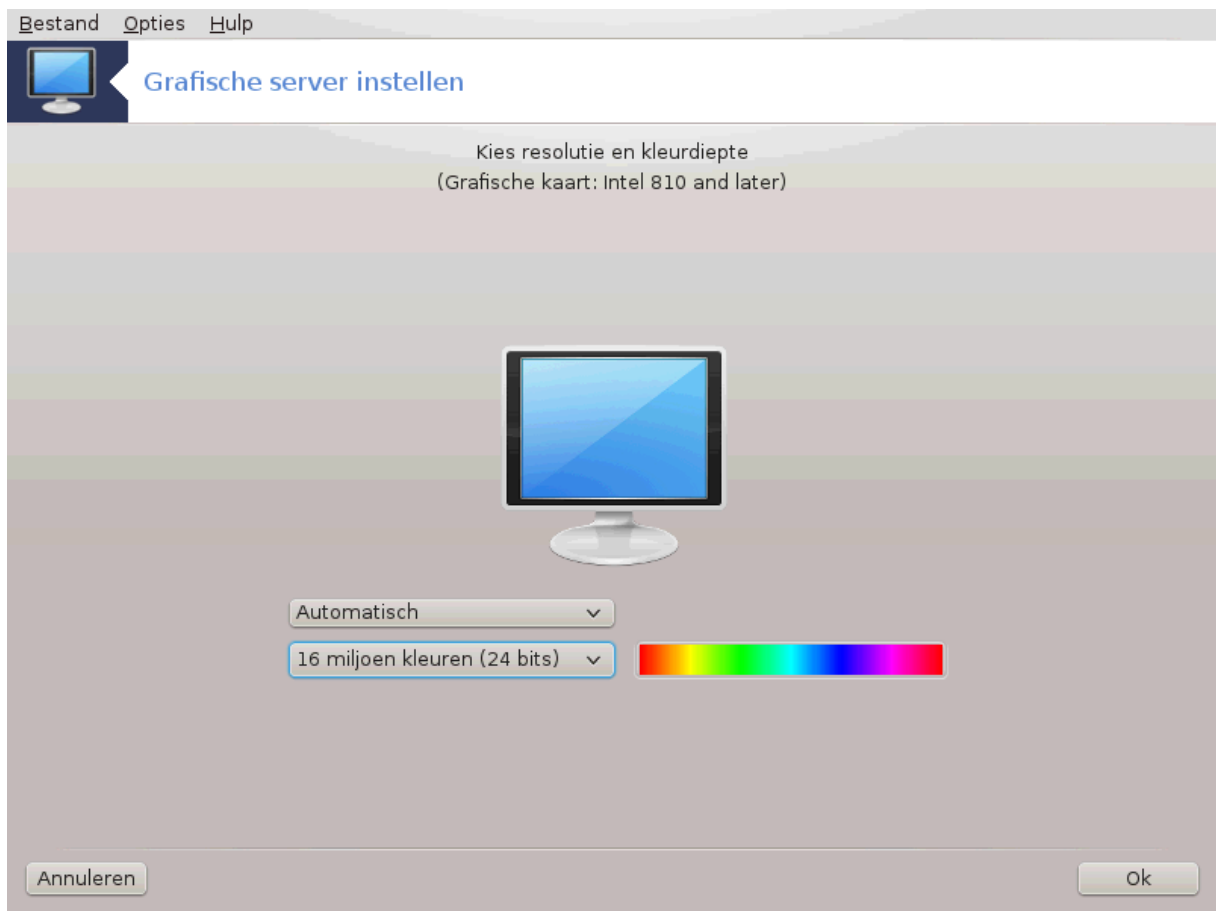 Bestand Opties Hulp
Grafische server instellen
Kies resolutie en kleurdiepte
(Grafische kaart: Intel 810 and later)
Automatisch
16 miljoen kleuren (24 bits)
Annuleren Ok